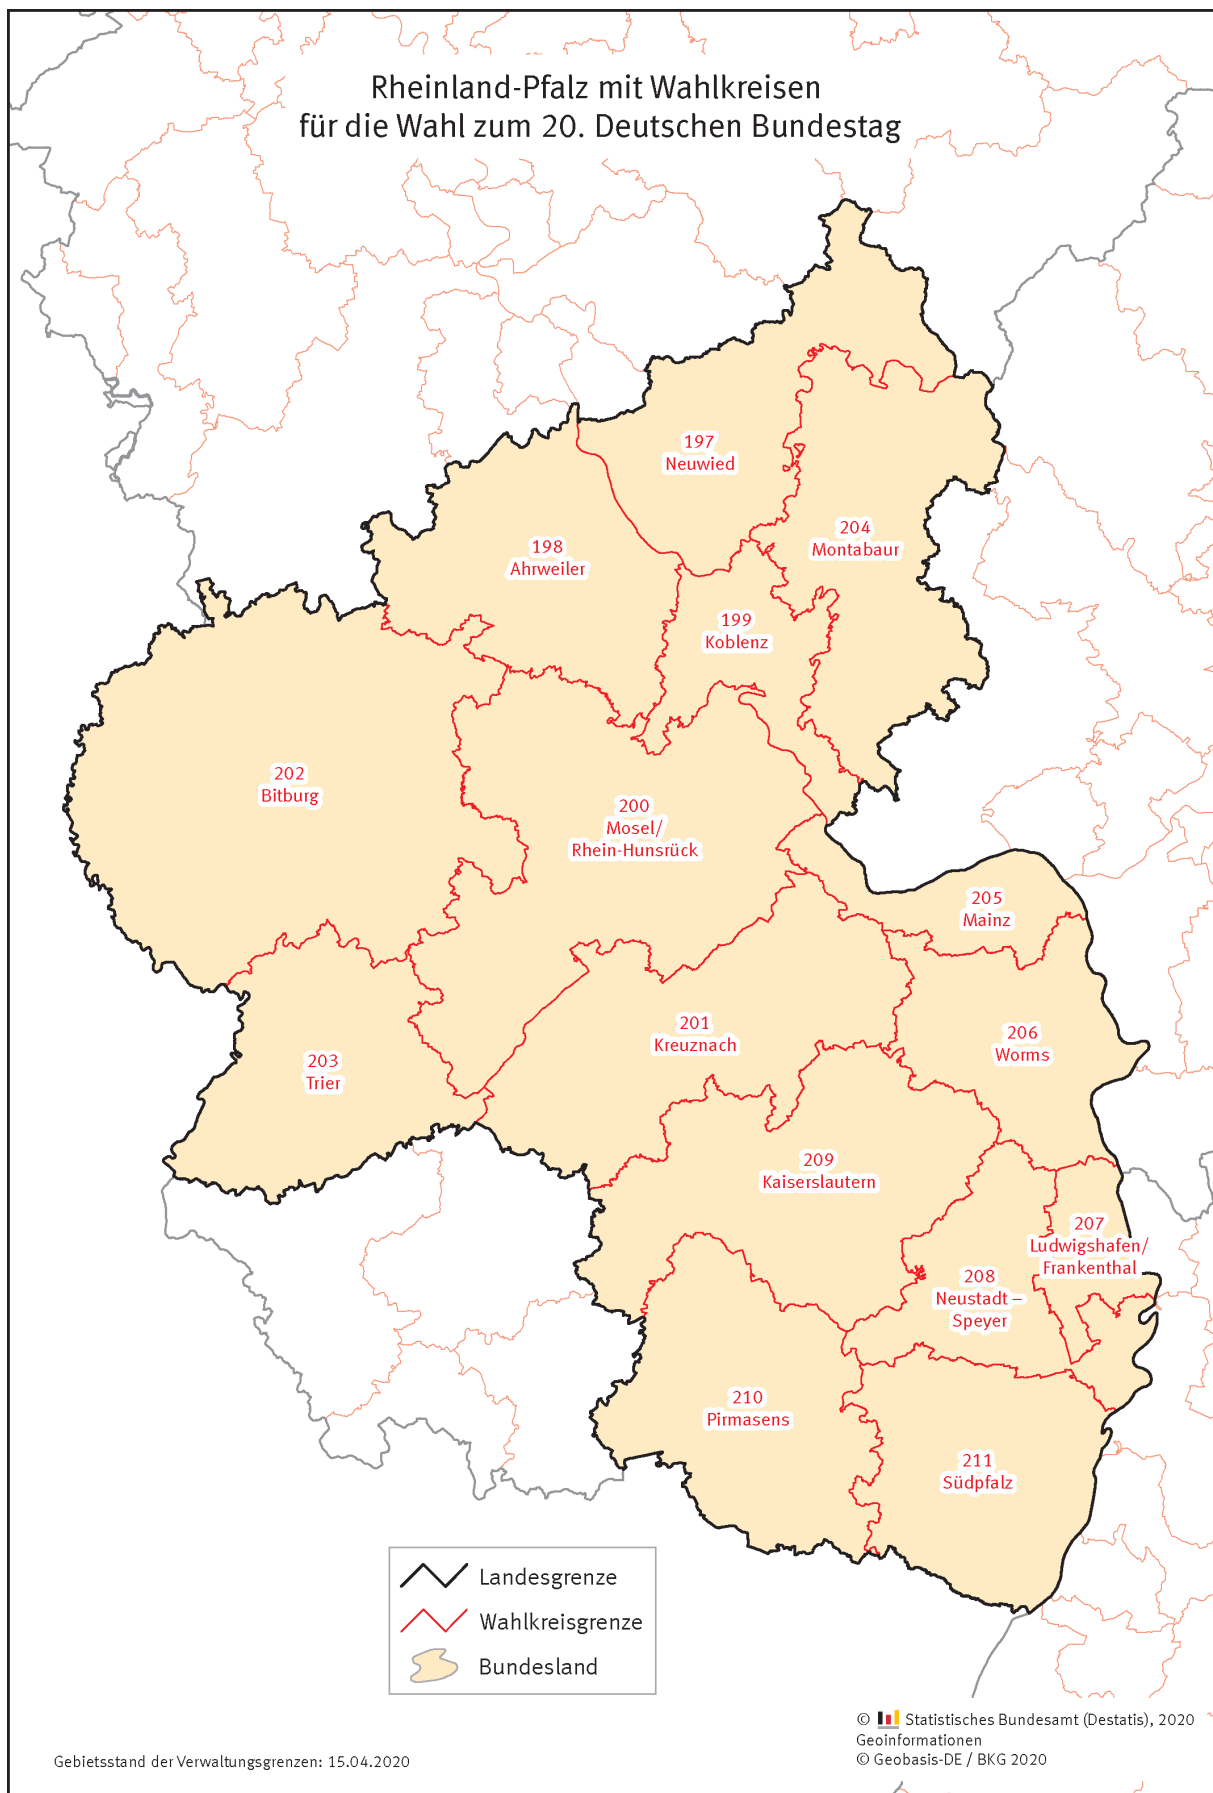 Rheinland-Pfalz mit Wahlkreisen
für die Wahl zum 20. Deutschen Bundestag
197
Neuwied
204
Montabaur
198
Ahrweiler
199
Koblenz
202
Bitburg
200
Mosel/
Rhein-Hunsrück
205
Mainz
201
Kreuznach
206
Worms
203
Trier
209
Kaiserslautern
207
Ludwigshafen/
Frankenthal
208
Neustadt –
Speyer
210
Pirmasens
211
Südpfalz
Landesgrenze
Wahlkreisgrenze
Bundesland
© Statistisches Bundesamt (Destatis), 2020
Geoinformationen
© Geobasis-DE / BKG 2020
Gebietsstand der Verwaltungsgrenzen: 15.04.2020